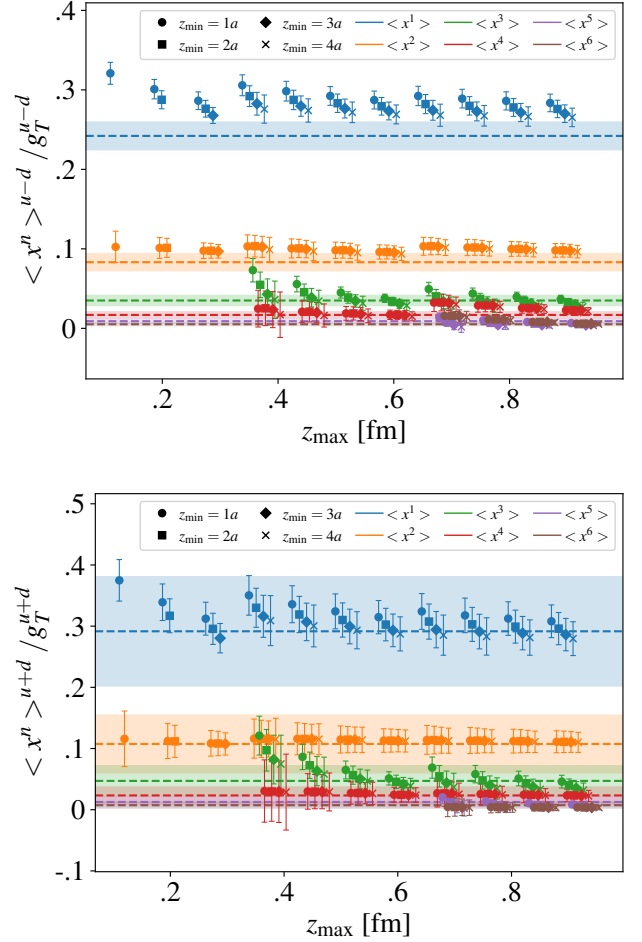 .4
.3
.2
.1
0
< x^n >^{u−d} / g_T^{u−d}
z_min = 1a
z_min = 2a
z_min = 3a
z_min = 4a
< x^1 >
< x^2 >
< x^3 >
< x^4 >
< x^5 >
< x^6 >
.2 .4 .6 .8
z_max [fm]
.5
.4
.3
.2
.1
0
-.1
< x^n >^{u+d} / g_T^{u+d}
z_min = 1a
z_min = 2a
z_min = 3a
z_min = 4a
< x^1 >
< x^2 >
< x^3 >
< x^4 >
< x^5 >
< x^6 >
.2 .4 .6 .8
z_max [fm]